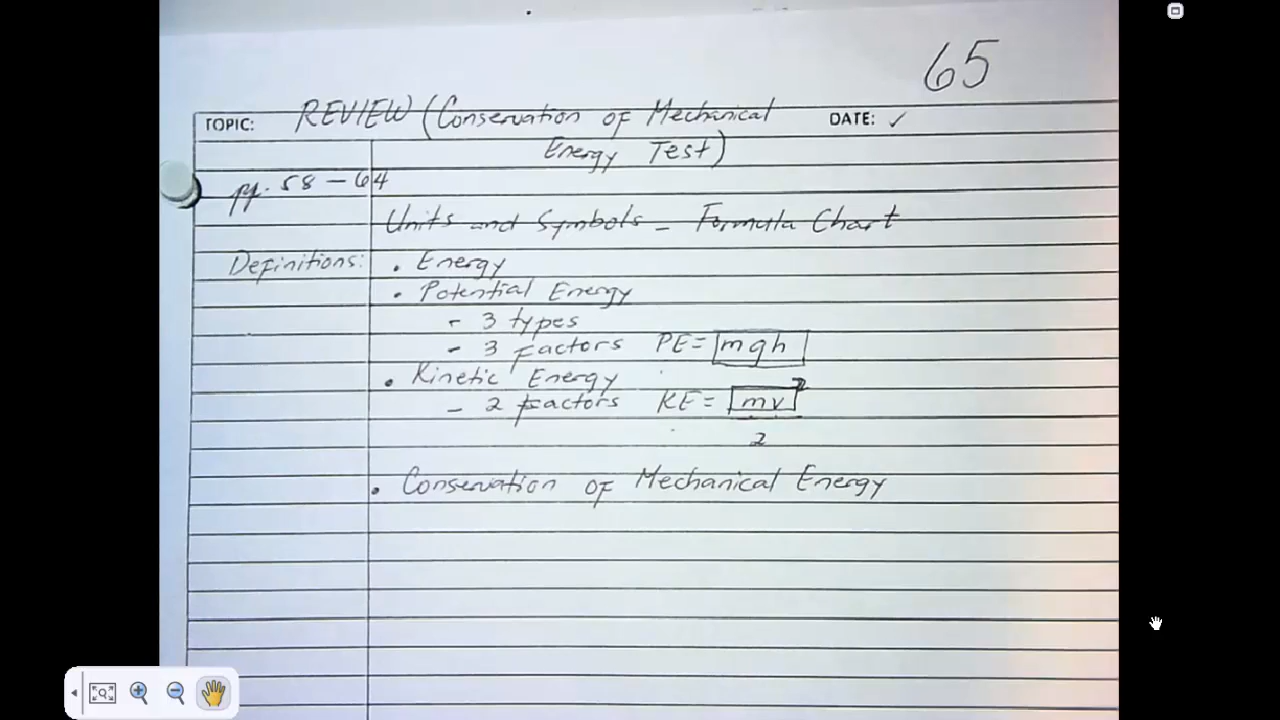 65
TOPIC: REVIEW (Conservation of Mechanical DATE: ✓
Energy Test)
pp. 58 - 64
Units and Symbols - Formula Chart
Definitions: • Energy
• Potential Energy
- 3 types
- 3 factors PE = mgh
• Kinetic Energy
- 2 factors KE = mv²
2
• Conservation of Mechanical Energy